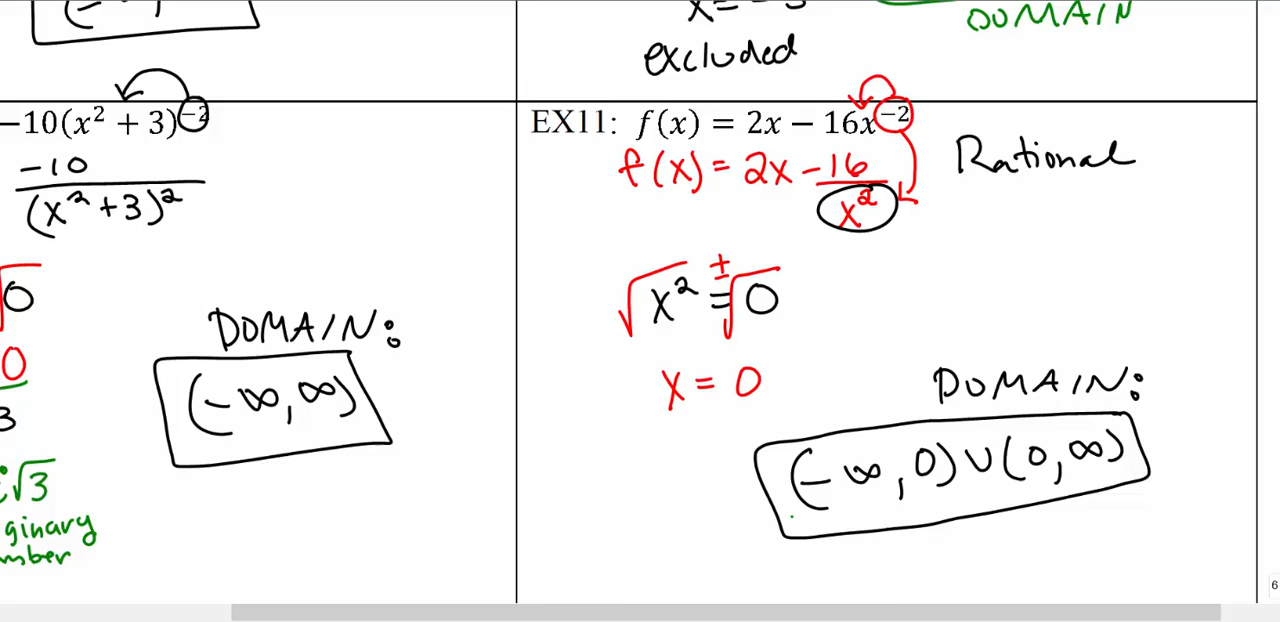 excluded
DOMAIN
−10(x² + 3)⁻²
-10
(x² +3)²
√0
0
3
i√3
ginary
mber
DOMAIN:
(-∞,∞)
EX11: f(x) = 2x − 16x⁻²
f(x) = 2x -16
x²
Rational
√x² = ±√0
x = 0
DOMAIN:
(-∞,0)∪(0,∞)
6